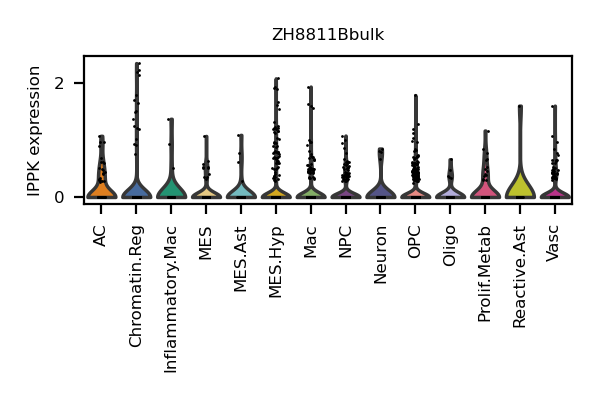 ZH8811Bbulk
IPPK expression
2
0
AC
Chromatin.Reg
Inflammatory.Mac
MES
MES.Ast
MES.Hyp
Mac
NPC
Neuron
OPC
Oligo
Prolif.Metab
Reactive.Ast
Vasc